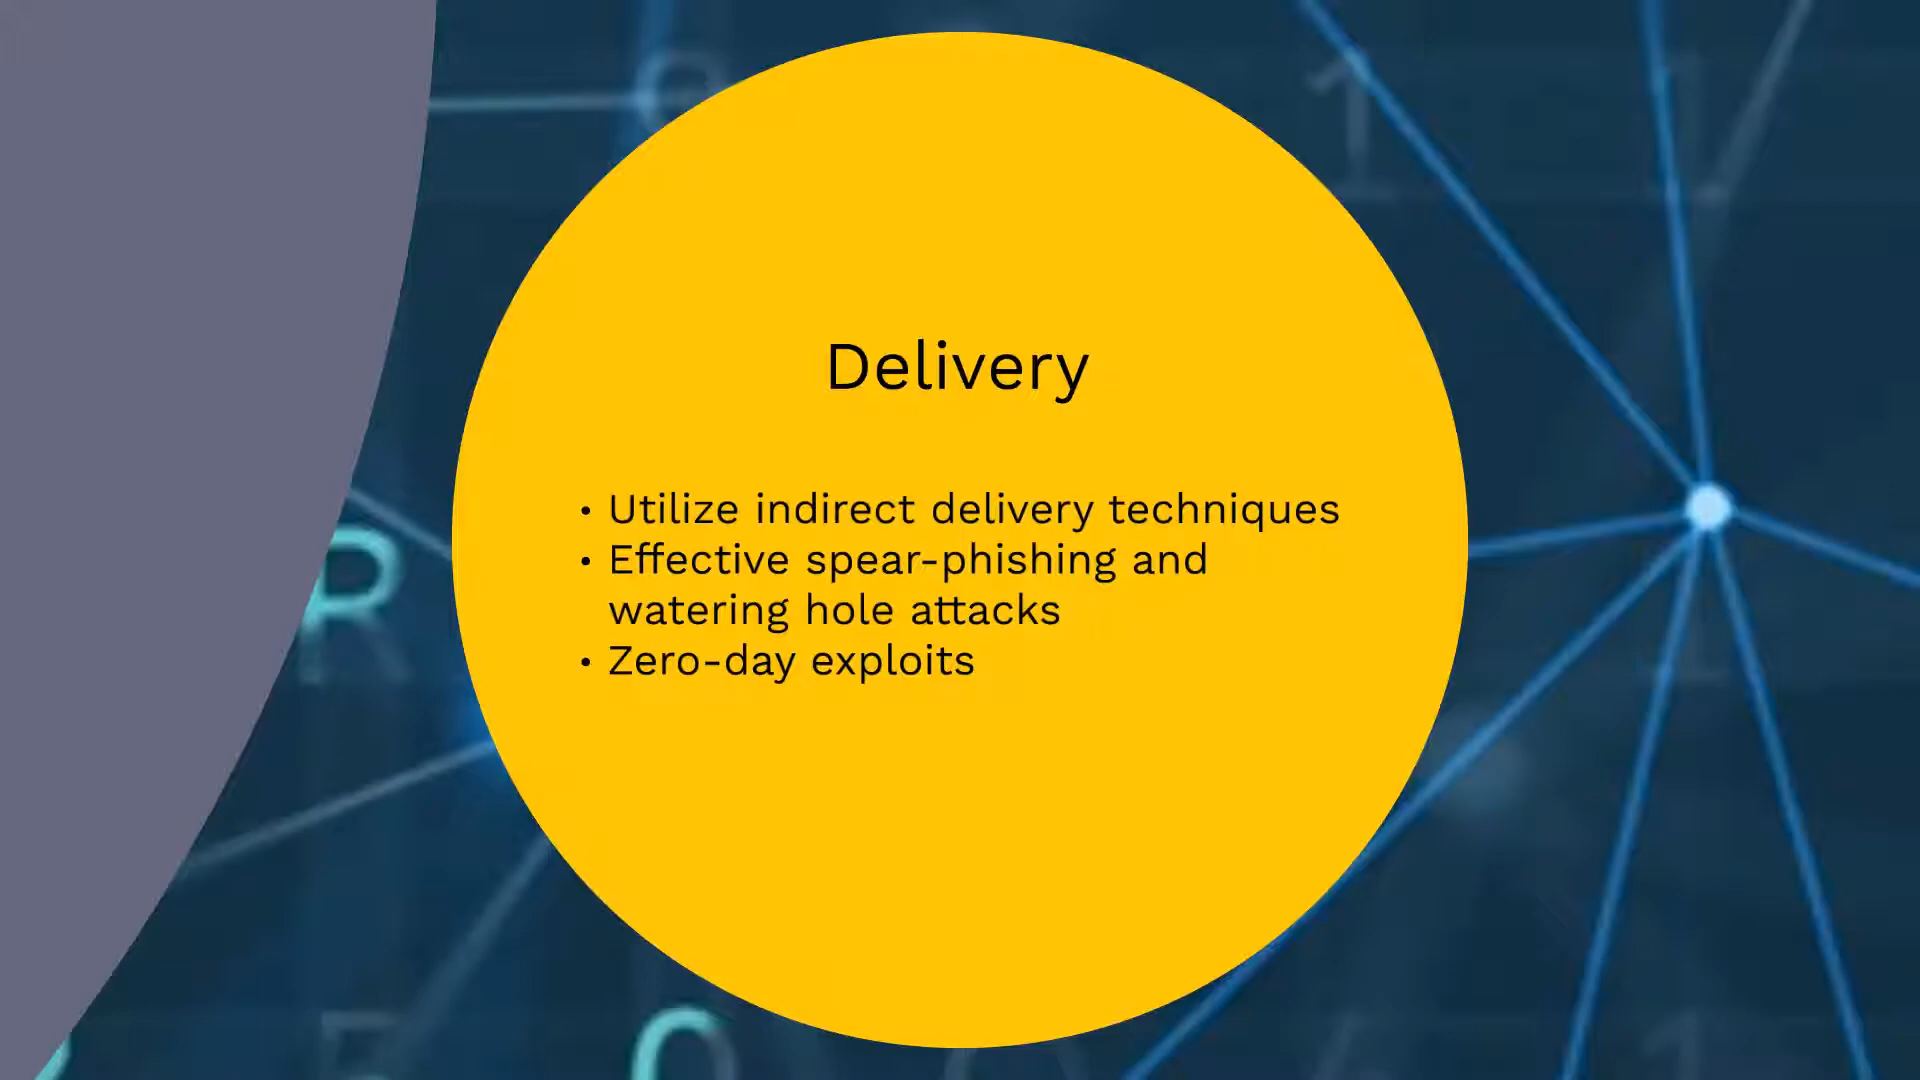 Delivery
• Utilize indirect delivery techniques
• Effective spear-phishing and
watering hole attacks
• Zero-day exploits